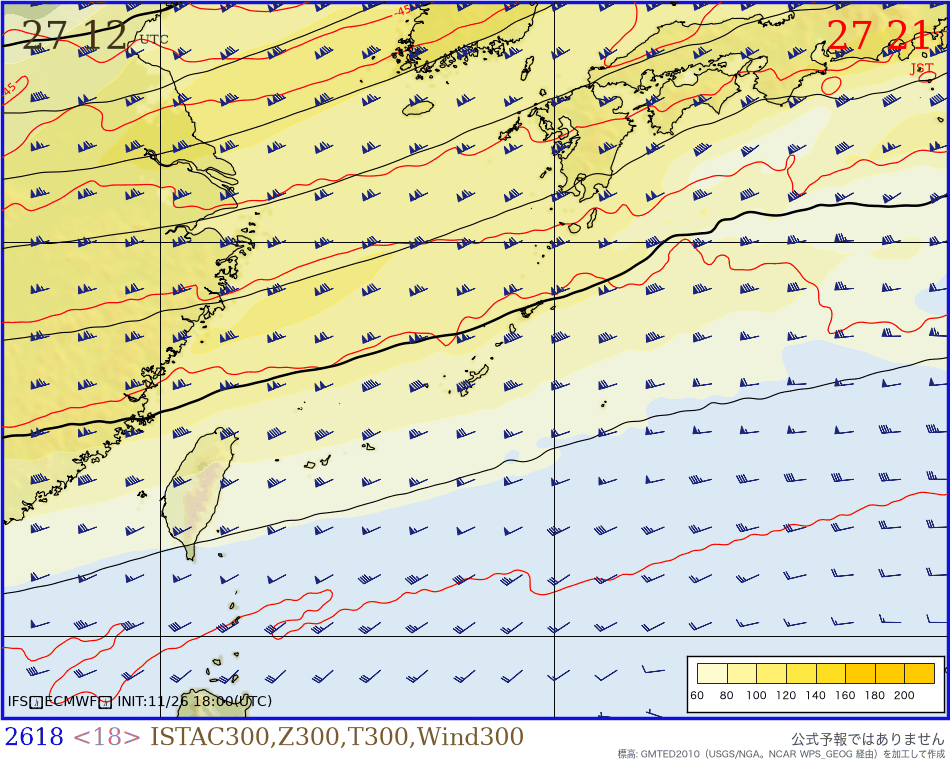 27 12 UTC
27 21
JST
-45
-45
IFS ECMWF INIT:11/26 18:00(UTC)
60 80 100 120 140 160 180 200
2618 <18> ISTAC300,Z300,T300,Wind300
公式予報ではありません
標高: GMTED2010（USGS/NGA。NCAR WPS_GEOG 経由）を加工して作成